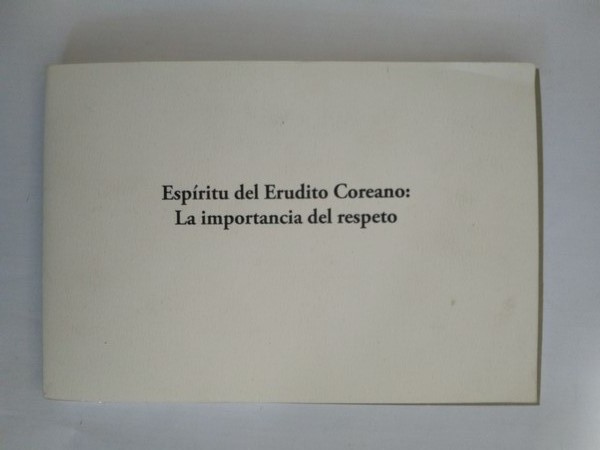 Espíritu del Erudito Coreano:
La importancia del respeto